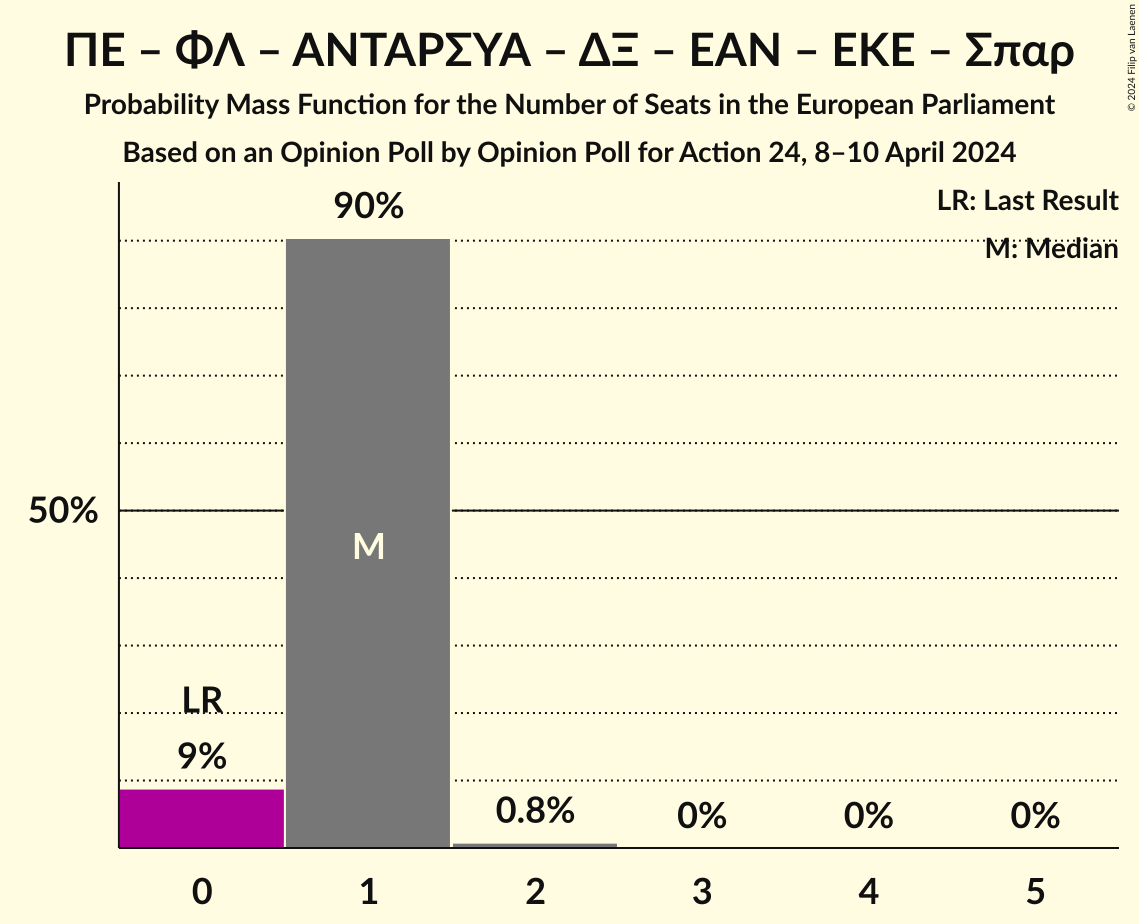 ΠΕ – ΦΛ – ΑΝΤΑΡΣΥΑ – ΔΞ – ΕΑΝ – ΕΚΕ – Σπαρ
Probability Mass Function for the Number of Seats in the European Parliament
Based on an Opinion Poll by Opinion Poll for Action 24, 8–10 April 2024
© 2024 Filip van Laenen
LR: Last Result
M: Median
90%
50%
M
LR
9%
0.8%
0%
0%
0%
0
1
2
3
4
5